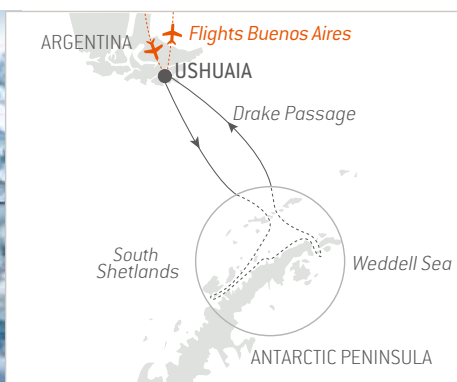 ARGENTINA
Flights Buenos Aires
USHUAIA
Drake Passage
South
Shetlands
Weddell Sea
ANTARCTIC PENINSULA